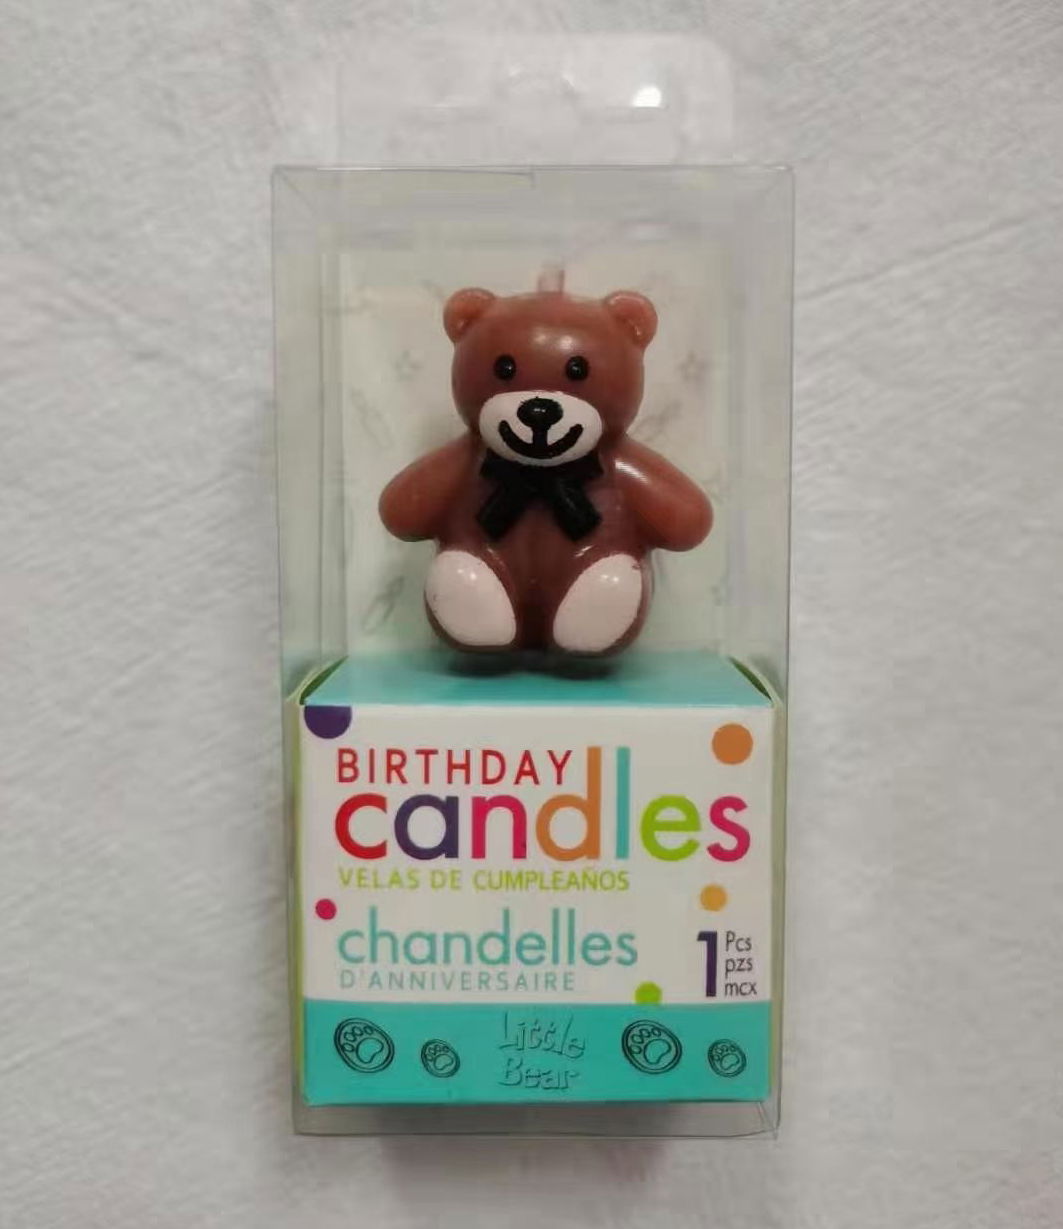 BIRTHDAY
candles
VELAS DE CUMPLEAÑOS
chandelles
D'ANNIVERSAIRE
1 Pcs
pzs
mcx
Little
Bear